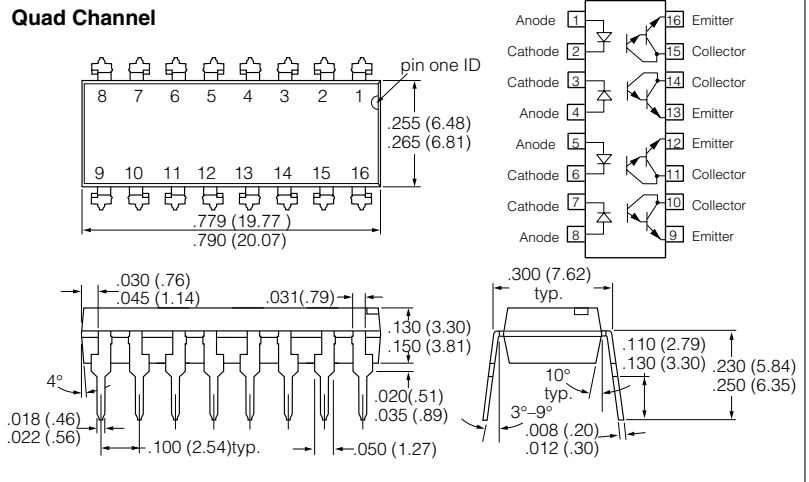 Quad Channel
pin one ID
8 7 6 5 4 3 2 1
9 10 11 12 13 14 15 16
.255 (6.48)
.265 (6.81)
.779 (19.77 )
.790 (20.07)
Anode 1 16 Emitter
Cathode 2 15 Collector
Cathode 3 14 Collector
Anode 4 13 Emitter
Anode 5 12 Emitter
Cathode 6 11 Collector
Cathode 7 10 Collector
Anode 8 9 Emitter
.030 (.76)
.045 (1.14)
.031(.79)
.130 (3.30)
.150 (3.81)
4°
.020(.51)
.035 (.89)
.018 (.46)
.022 (.56)
.100 (2.54)typ.
.050 (1.27)
.300 (7.62)
typ.
.110 (2.79)
.130 (3.30)
.230 (5.84)
.250 (6.35)
10°
typ.
3°–9°
.008 (.20)
.012 (.30)